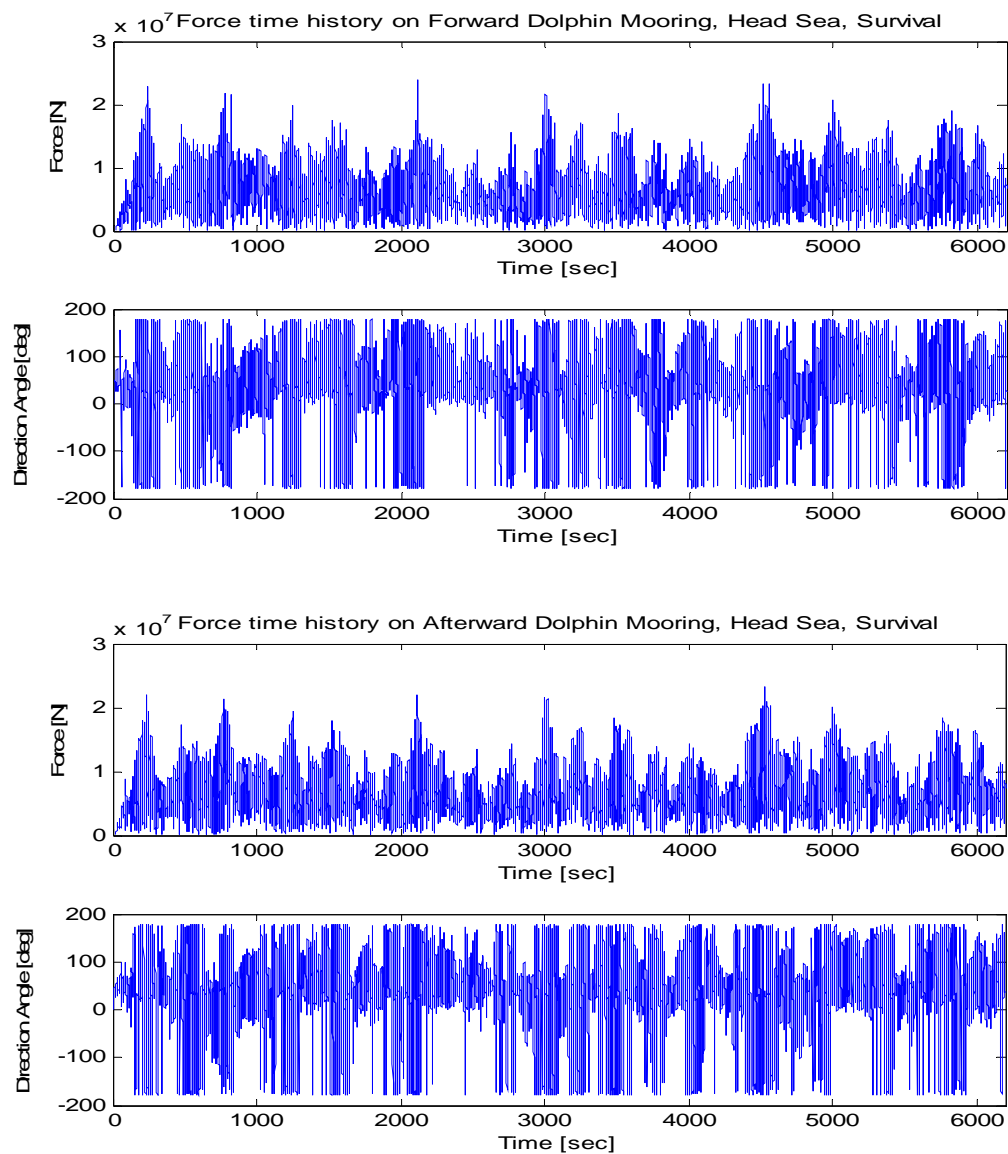 x 10^7 Force time history on Forward Dolphin Mooring, Head Sea, Survival
3
2
1
0
Force [N]
0 1000 2000 3000 4000 5000 6000
Time [sec]
200
100
0
-100
-200
Direction Angle [deg]
0 1000 2000 3000 4000 5000 6000
Time [sec]
x 10^7 Force time history on Afterward Dolphin Mooring, Head Sea, Survival
3
2
1
0
Force [N]
0 1000 2000 3000 4000 5000 6000
Time [sec]
200
100
0
-100
-200
Direction Angle [deg]
0 1000 2000 3000 4000 5000 6000
Time [sec]